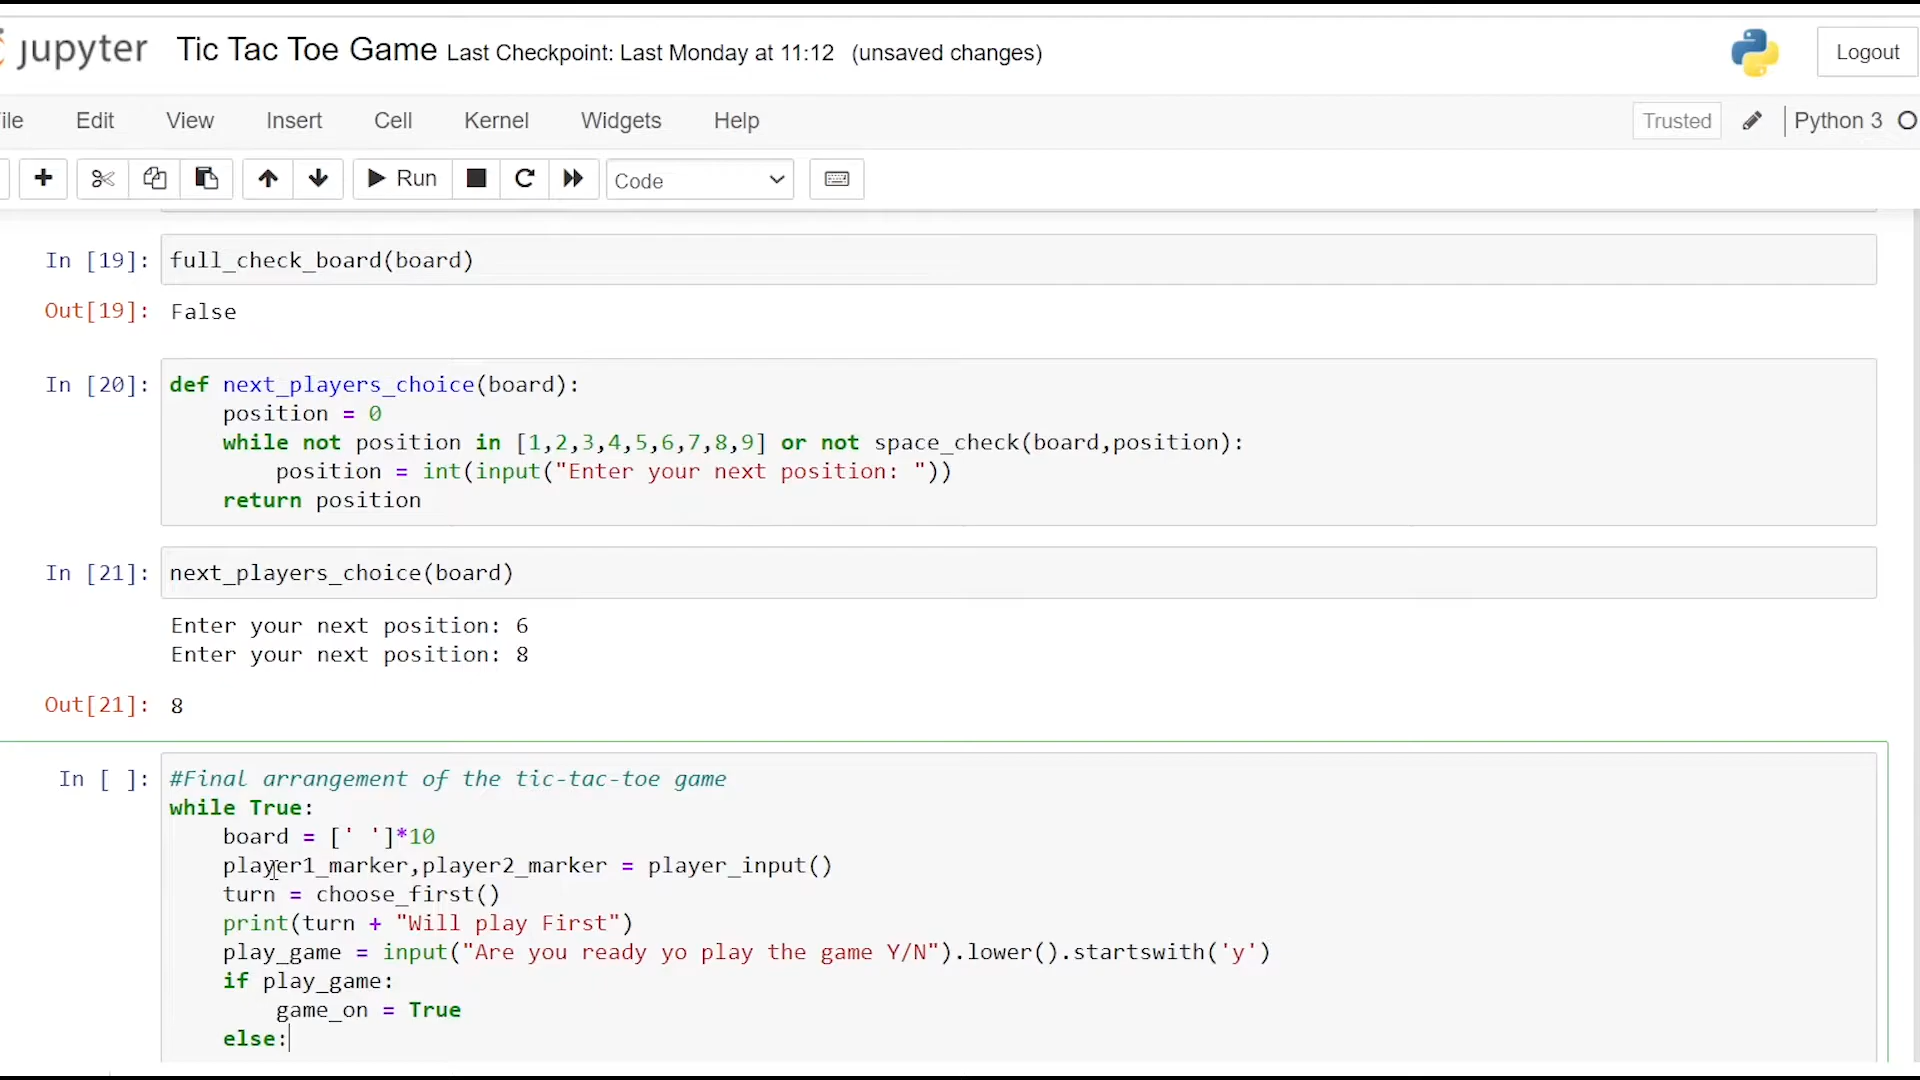 jupyter Tic Tac Toe Game Last Checkpoint: Last Monday at 11:12 (unsaved changes) Logout
ile Edit View Insert Cell Kernel Widgets Help Trusted Python 3
Run Code
In [19]: full_check_board(board)
Out[19]: False
In [20]: def next_players_choice(board):
    position = 0
    while not position in [1,2,3,4,5,6,7,8,9] or not space_check(board,position):
        position = int(input("Enter your next position: "))
    return position
In [21]: next_players_choice(board)
Enter your next position: 6
Enter your next position: 8
Out[21]: 8
In [ ]: #Final arrangement of the tic-tac-toe game
while True:
    board = [' ']*10
    player1_marker,player2_marker = player_input()
    turn = choose_first()
    print(turn + "Will play First")
    play_game = input("Are you ready yo play the game Y/N").lower().startswith('y')
    if play_game:
        game_on = True
    else: